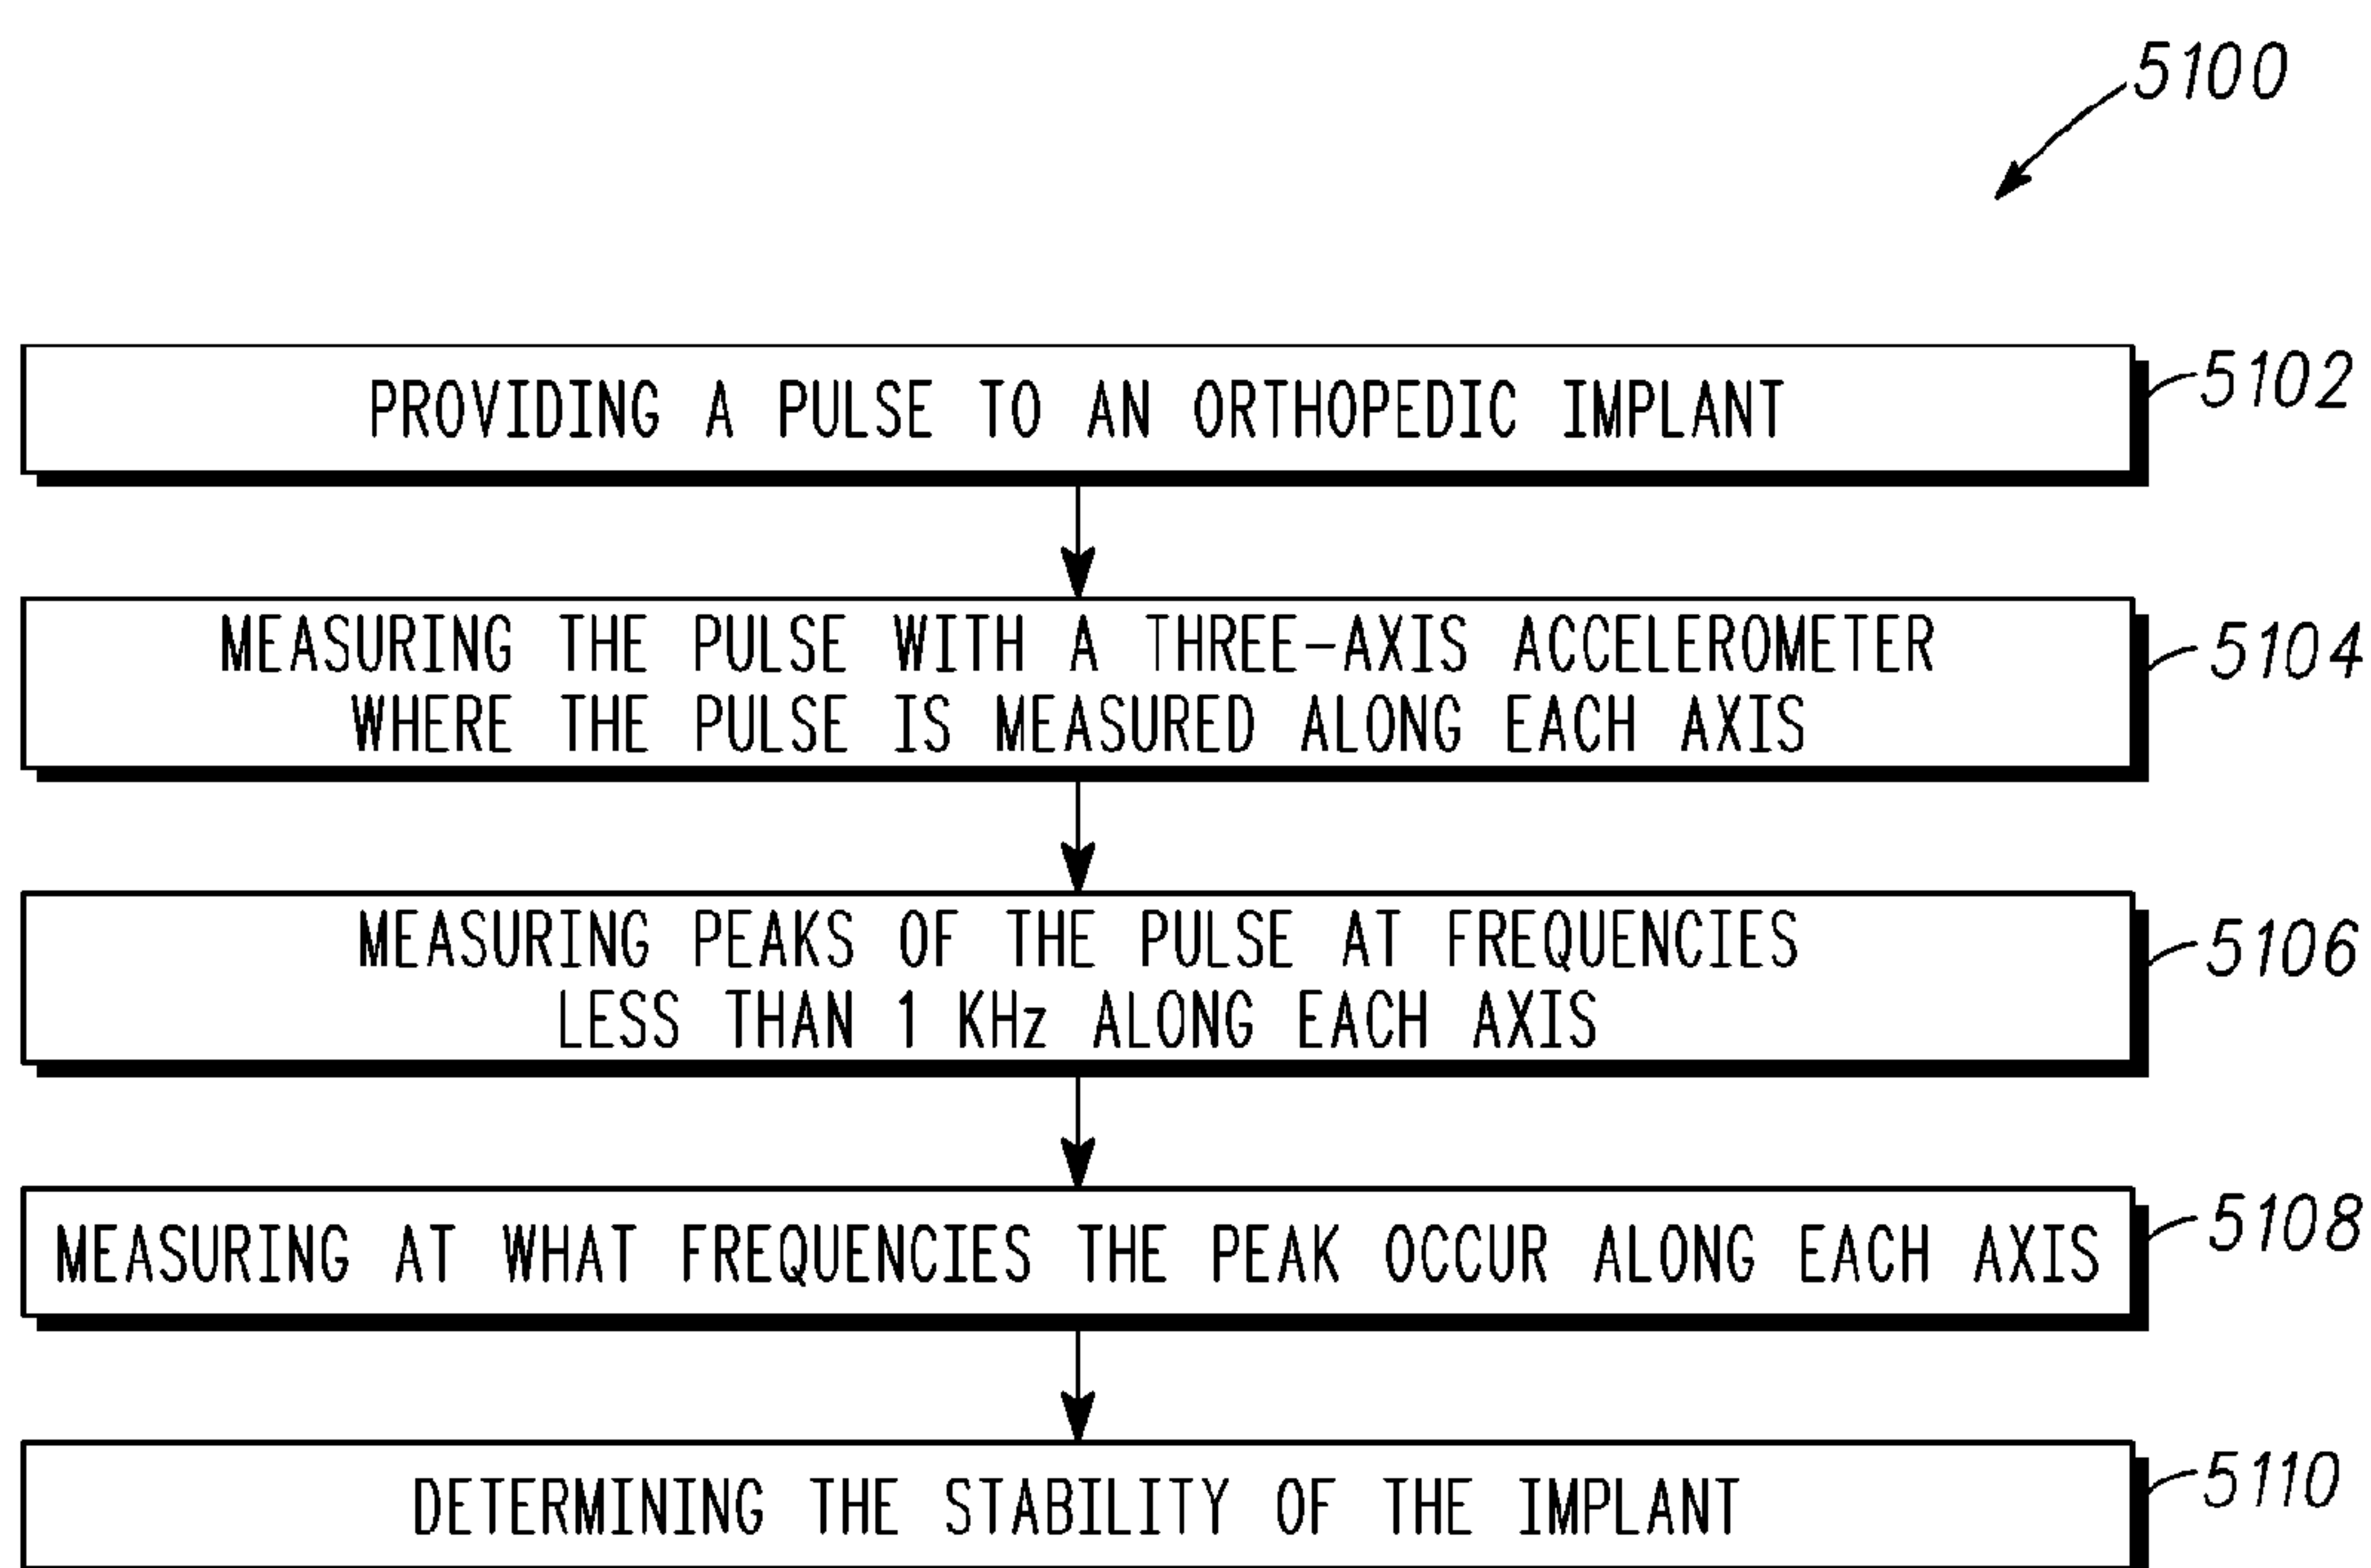 5100
PROVIDING A PULSE TO AN ORTHOPEDIC IMPLANT
5102
MEASURING THE PULSE WITH A THREE-AXIS ACCELEROMETER
WHERE THE PULSE IS MEASURED ALONG EACH AXIS
5104
MEASURING PEAKS OF THE PULSE AT FREQUENCIES
LESS THAN 1 KHz ALONG EACH AXIS
5106
MEASURING AT WHAT FREQUENCIES THE PEAK OCCUR ALONG EACH AXIS
5108
DETERMINING THE STABILITY OF THE IMPLANT
5110